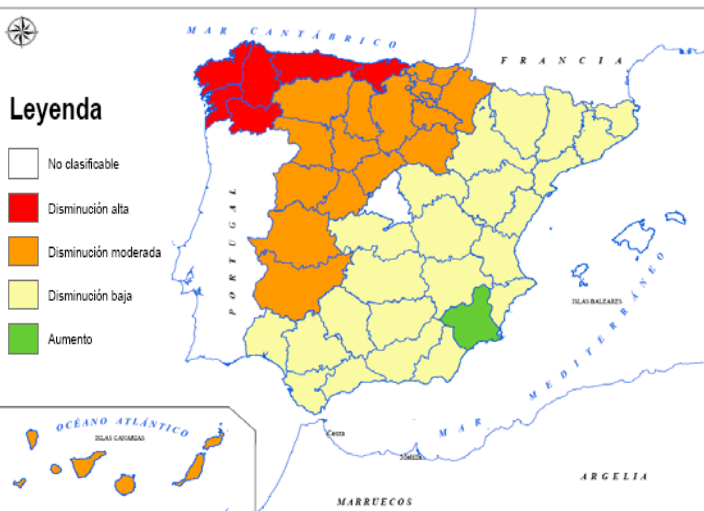 MAR CANTÁBRICO
FRANCIA
Leyenda
No clasificable
Disminución alta
Disminución moderada
Disminución baja
Aumento
PORTUGAL
ISLAS BALEARES
MAR MEDITERRÁNEO
OCÉANO ATLÁNTICO
ISLAS CANARIAS
Ceuta
Melilla
ARGELIA
MARRUECOS